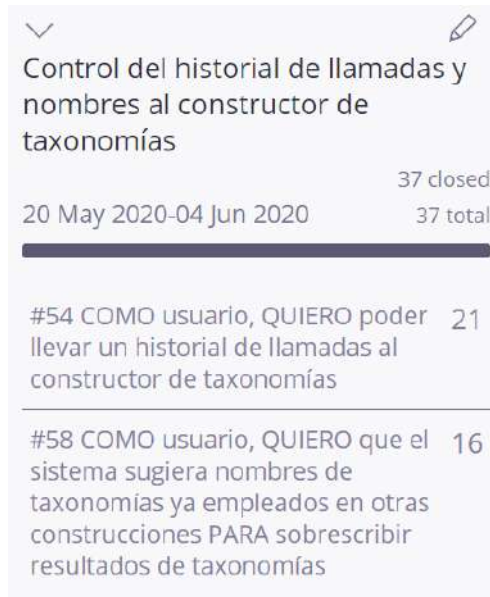 Control del historial de llamadas y
nombres al constructor de
taxonomías
37 closed
20 May 2020-04 Jun 2020
37 total
#54 COMO usuario, QUIERO poder
21
llevar un historial de llamadas al
constructor de taxonomías
#58 COMO usuario, QUIERO que el
16
sistema sugiera nombres de
taxonomías ya empleados en otras
construcciones PARA sobrescribir
resultados de taxonomías